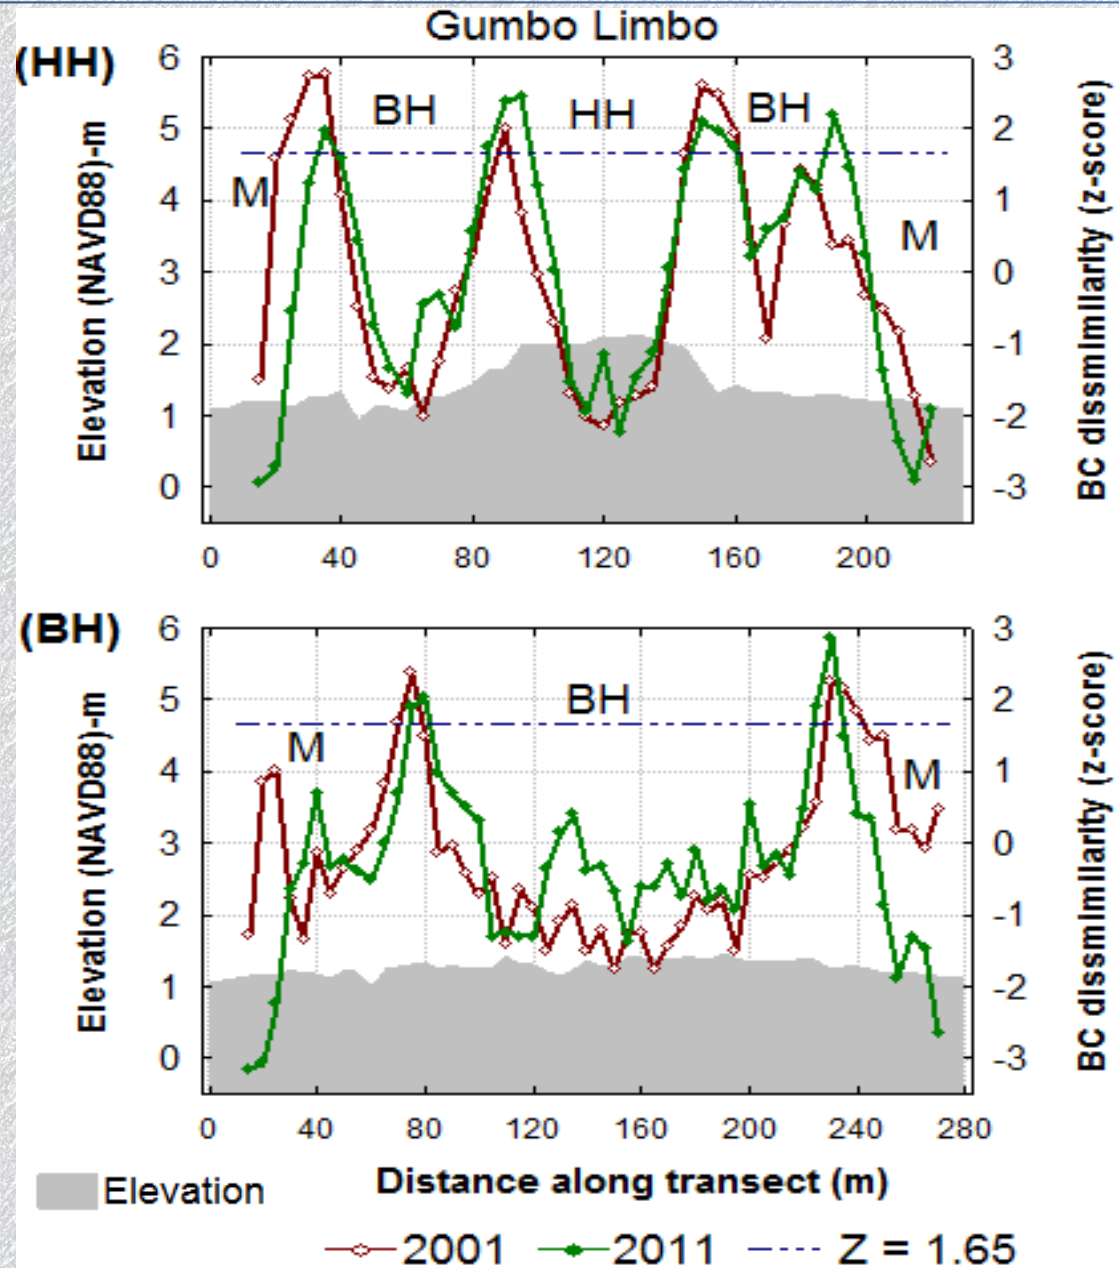 Gumbo Limbo
(HH)
6
5
4
3
2
1
0
Elevation (NAVD88)-m
3
2
1
0
-1
-2
-3
BC dissmimilarity (z-score)
M
BH
HH
BH
M
0
40
80
120
160
200
(BH)
6
5
4
3
2
1
0
Elevation (NAVD88)-m
3
2
1
0
-1
-2
-3
BC dissmimilarity (z-score)
M
BH
M
0
40
80
120
160
200
240
280
Distance along transect (m)
Elevation
2001
2011
Z = 1.65